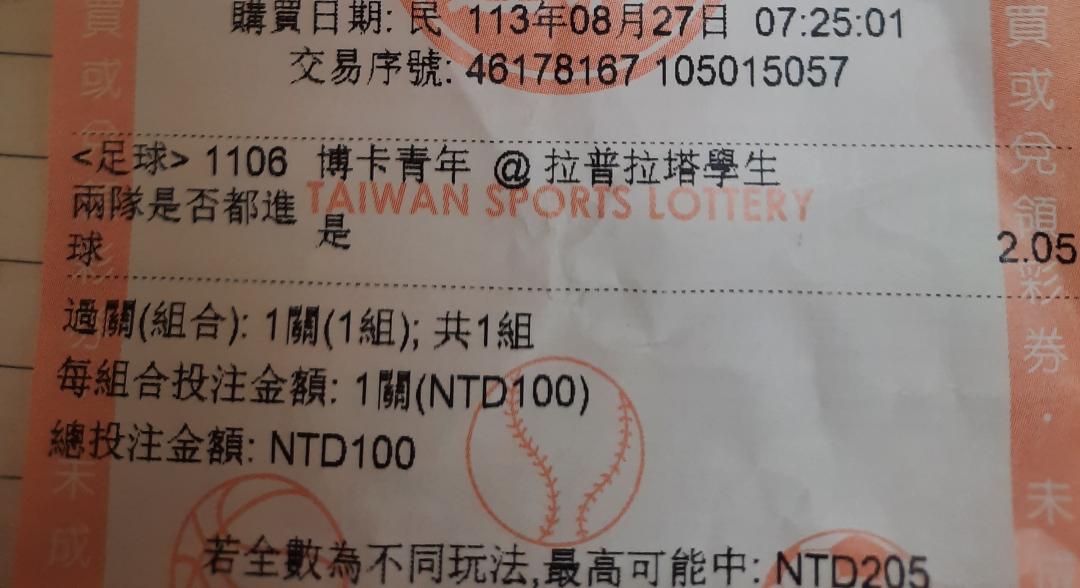 購買日期: 民 113年08月27日 07:25:01
交易序號: 46178167 105015057
<足球> 1106 博卡青年 @ 拉普拉塔學生
TAIWAN SPORTS LOTTERY
兩隊是否都進球 是 2.05
過關(組合): 1關(1組); 共1組
每組合投注金額: 1關(NTD100)
總投注金額: NTD100
若全數為不同玩法,最高可能中: NTD205
買或
彩
未成
買或兌領彩券.未